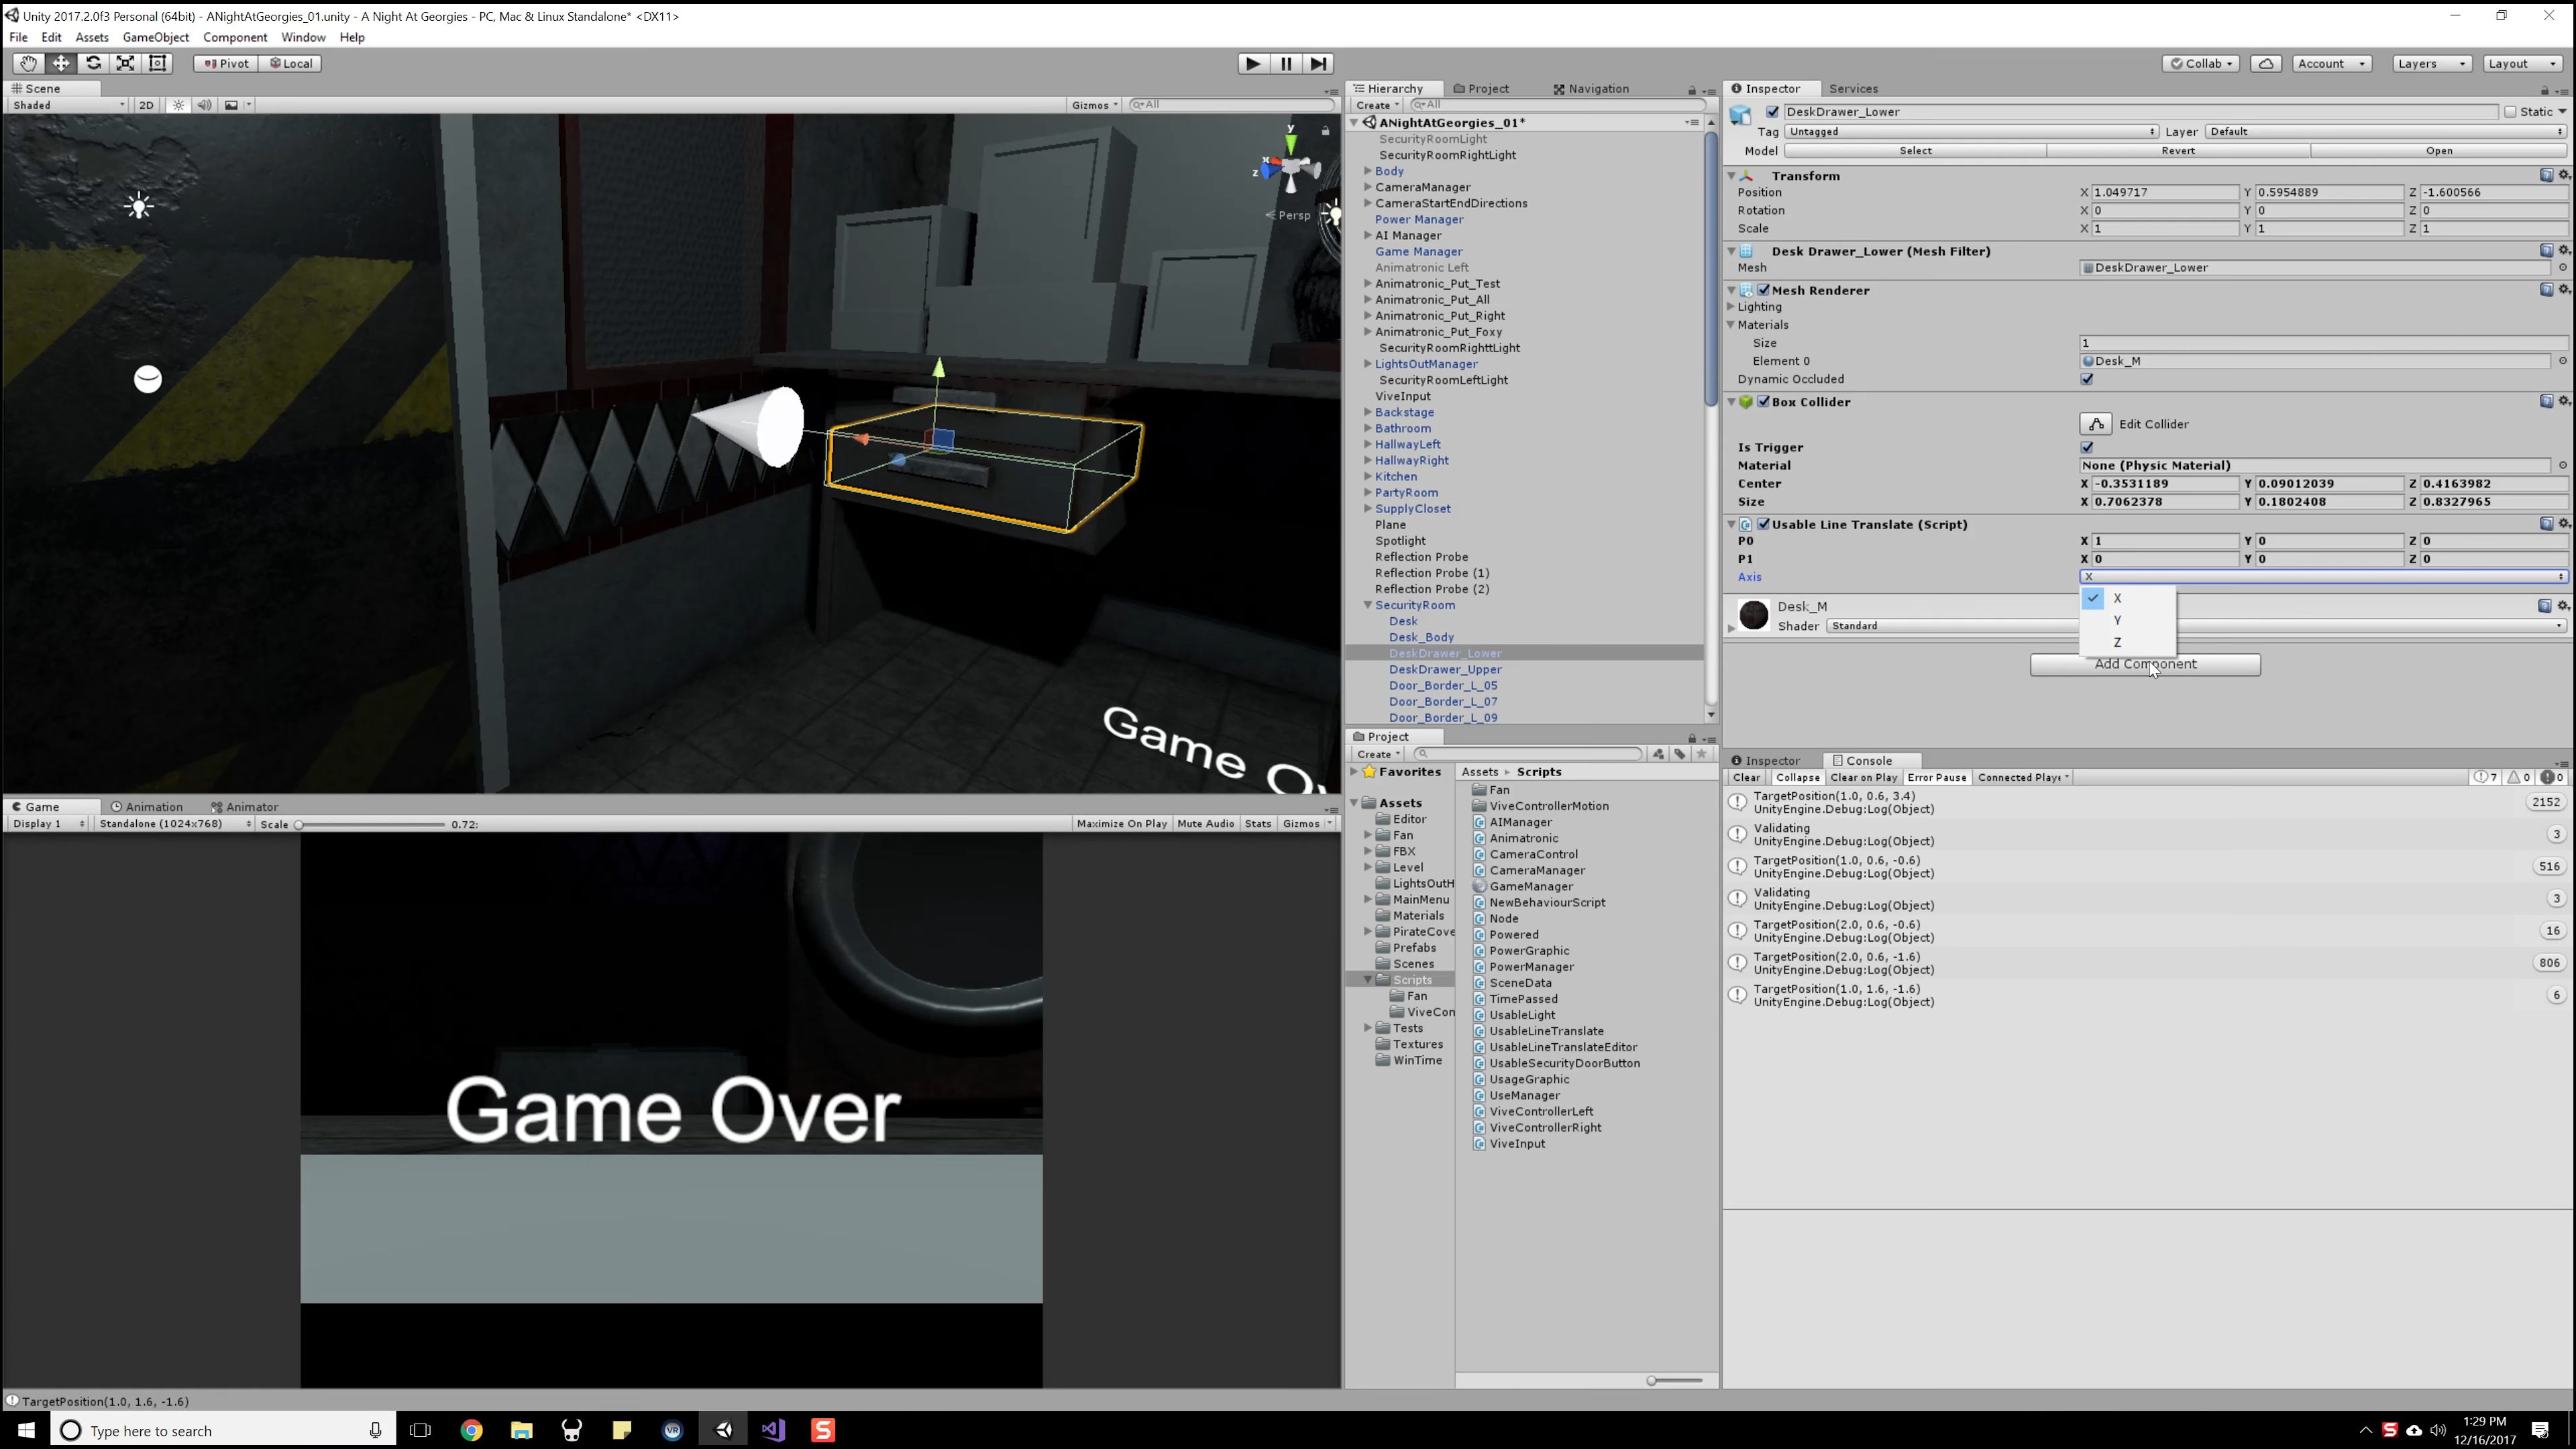 Unity 2017.2.0f3 Personal (64bit) - ANightAtGeorgies_01.unity - A Night At Georgies - PC, Mac & Linux Standalone* <DX11>
File Edit Assets GameObject Component Window Help
Pivot Local
Collab Account Layers Layout
Scene
Shaded 2D Gizmos All
y
x
z
Persp
Game Ov
Hierarchy Project Navigation
Create All
ANightAtGeorgies_01*
SecurityRoomLight
SecurityRoomRightLight
Body
CameraManager
CameraStartEndDirections
Power Manager
AI Manager
Game Manager
Animatronic Left
Animatronic_Put_Test
Animatronic_Put_All
Animatronic_Put_Right
Animatronic_Put_Foxy
SecurityRoomRighttLight
LightsOutManager
SecurityRoomLeftLight
ViveInput
Backstage
Bathroom
HallwayLeft
HallwayRight
Kitchen
PartyRoom
SupplyCloset
Plane
Spotlight
Reflection Probe
Reflection Probe (1)
Reflection Probe (2)
SecurityRoom
Desk
Desk_Body
DeskDrawer_Lower
DeskDrawer_Upper
Door_Border_L_05
Door_Border_L_07
Door_Border_L_09
Inspector Services
DeskDrawer_Lower Static
Tag Untagged Layer Default
Model Select Revert Open
Transform
Position X 1.049717 Y 0.5954889 Z -1.600566
Rotation X 0 Y 0 Z 0
Scale X 1 Y 1 Z 1
Desk Drawer_Lower (Mesh Filter)
Mesh DeskDrawer_Lower
Mesh Renderer
Lighting
Materials
Size 1
Element 0 Desk_M
Dynamic Occluded
Box Collider
Edit Collider
Is Trigger
Material None (Physic Material)
Center X -0.3531189 Y 0.09012039 Z 0.4163982
Size X 0.7062378 Y 0.1802408 Z 0.8327965
Usable Line Translate (Script)
P0 X 1 Y 0 Z 0
P1 X 0 Y 0 Z 0
Axis X
X
Y
Z
Desk_M
Shader Standard
Add Component
Game Animation Animator
Display 1 Standalone (1024x768) Scale 0.72: Maximize On Play Mute Audio Stats Gizmos
Game Over
Project
Create
Favorites
Assets
Editor
Fan
FBX
Level
LightsOutH
MainMenu
Materials
PirateCove
Prefabs
Scenes
Scripts
Fan
ViveCon
Tests
Textures
WinTime
Assets Scripts
Fan
ViveControllerMotion
AIManager
Animatronic
CameraControl
CameraManager
GameManager
NewBehaviourScript
Node
Powered
PowerGraphic
PowerManager
SceneData
TimePassed
UsableLight
UsableLineTranslate
UsableLineTranslateEditor
UsableSecurityDoorButton
UsageGraphic
UseManager
ViveControllerLeft
ViveControllerRight
ViveInput
Inspector Console
Clear Collapse Clear on Play Error Pause Connected Playe 7 0 0
TargetPosition(1.0, 0.6, 3.4)
UnityEngine.Debug:Log(Object) 2152
Validating
UnityEngine.Debug:Log(Object) 3
TargetPosition(1.0, 0.6, -0.6)
UnityEngine.Debug:Log(Object) 516
Validating
UnityEngine.Debug:Log(Object) 3
TargetPosition(2.0, 0.6, -0.6)
UnityEngine.Debug:Log(Object) 16
TargetPosition(2.0, 0.6, -1.6)
UnityEngine.Debug:Log(Object) 806
TargetPosition(1.0, 1.6, -1.6)
UnityEngine.Debug:Log(Object) 6
TargetPosition(1.0, 1.6, -1.6)
Type here to search
VR
S
S
1:29 PM
12/16/2017